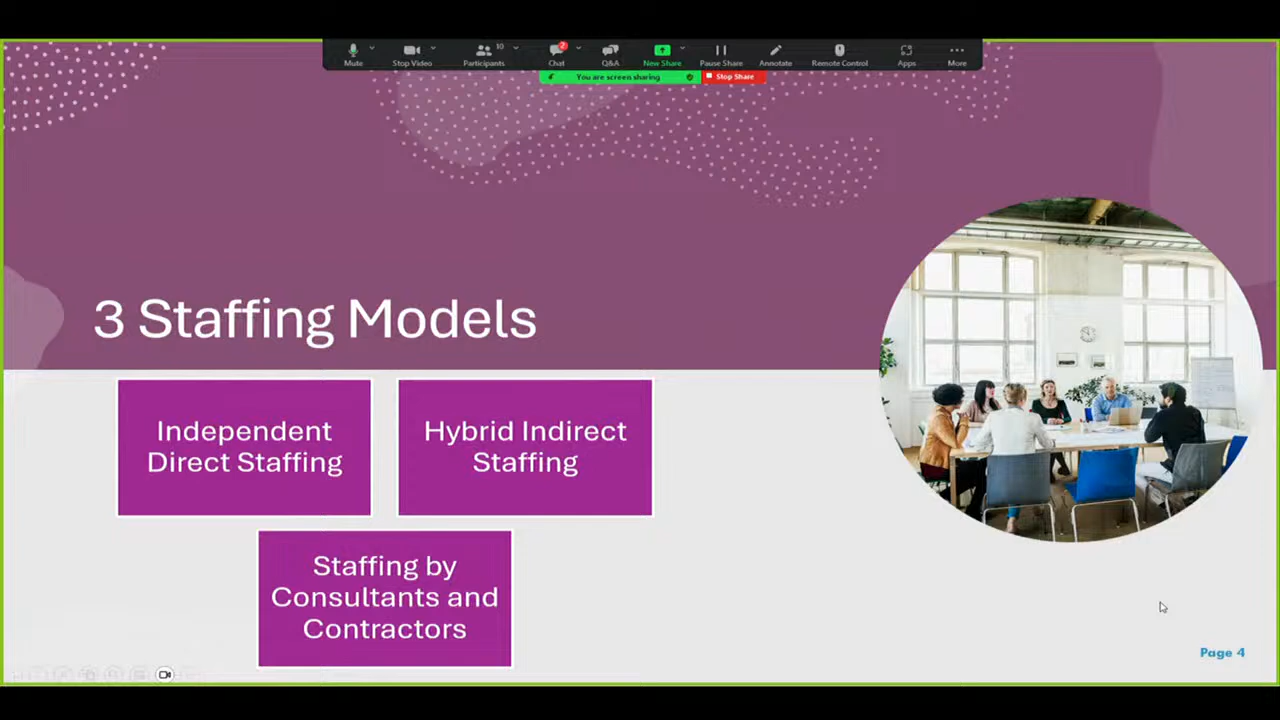 Mute
Stop Video
Participants
10
Chat
2
Q&A
New Share
Pause Share
Annotate
Remote Control
Apps
More
You are screen sharing
Stop Share
3 Staffing Models
Independent
Direct Staffing
Hybrid Indirect
Staffing
Staffing by
Consultants and
Contractors
Page 4